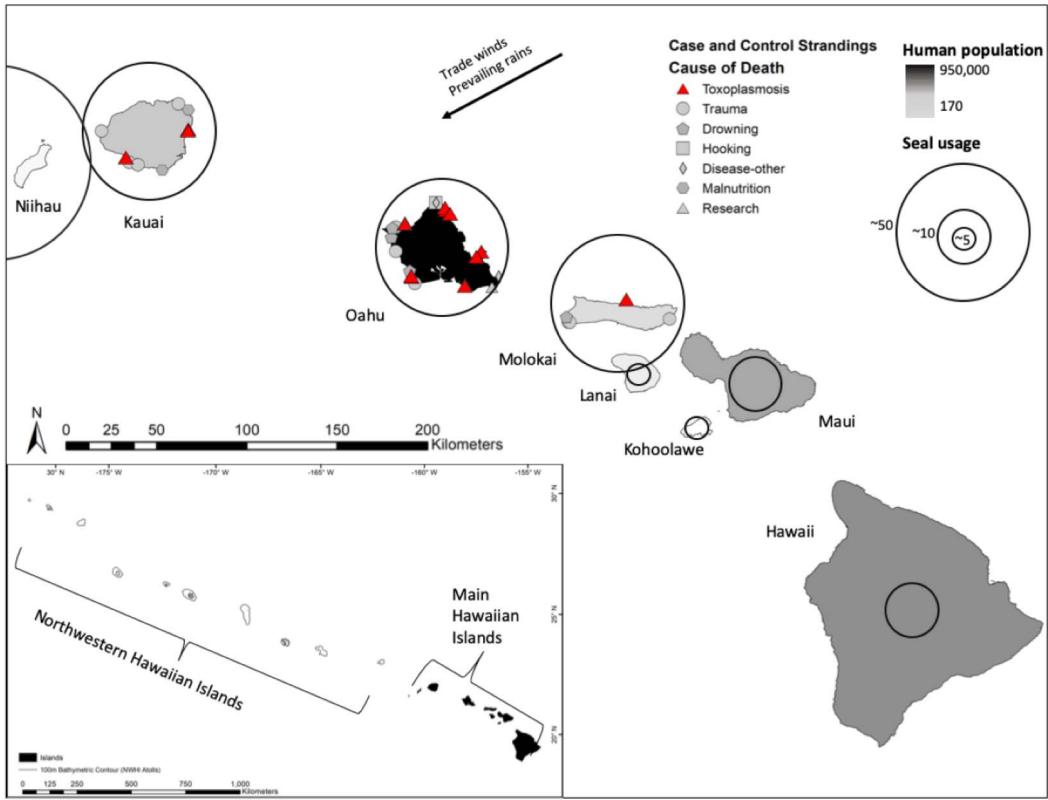 Trade winds
Prevailing rains
Case and Control Strandings
Cause of Death
Toxoplasmosis
Trauma
Drowning
Hooking
Disease-other
Malnutrition
Research
Human population
950,000
170
Seal usage
~50
~10
~5
Niihau
Kauai
Oahu
Molokai
Lanai
Maui
Kohoolawe
Hawaii
N
0 25 50 100 150 200
Kilometers
30° N -175° W -170° W -165° W -160° W -155° W
30° N
25° N
20° N
Northwestern Hawaiian Islands
Main
Hawaiian
Islands
Islands
100m Bathymetric Contour (NWHI Atolls)
0 125 250 500 750 1,000
Kilometers